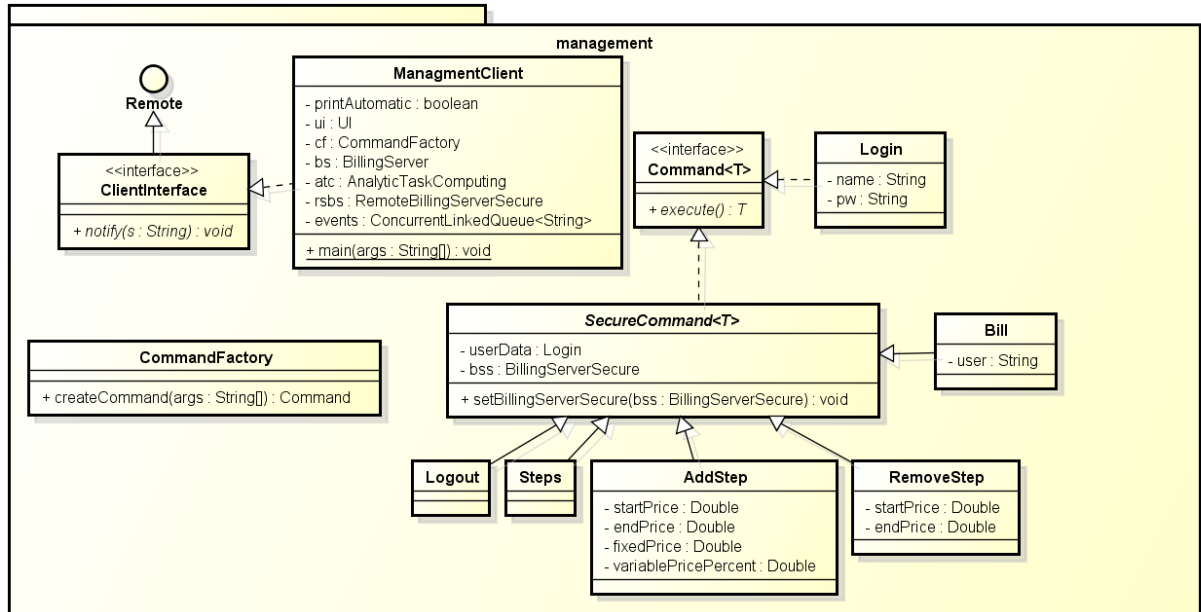 management
Remote
<<interface>>
ClientInterface
+ notify(s : String) : void
ManagmentClient
- printAutomatic : boolean
- ui : UI
- cf : CommandFactory
- bs : BillingServer
- atc : AnalyticTaskComputing
- rsbs : RemoteBillingServerSecure
- events : ConcurrentLinkedQueue<String>
+ main(args : String[]) : void
<<interface>>
Command<T>
+ execute() : T
Login
- name : String
- pw : String
SecureCommand<T>
- userData : Login
- bss : BillingServerSecure
+ setBillingServerSecure(bss : BillingServerSecure) : void
Bill
- user : String
CommandFactory
+ createCommand(args : String[]) : Command
Logout
Steps
AddStep
- startPrice : Double
- endPrice : Double
- fixedPrice : Double
- variablePricePercent : Double
RemoveStep
- startPrice : Double
- endPrice : Double